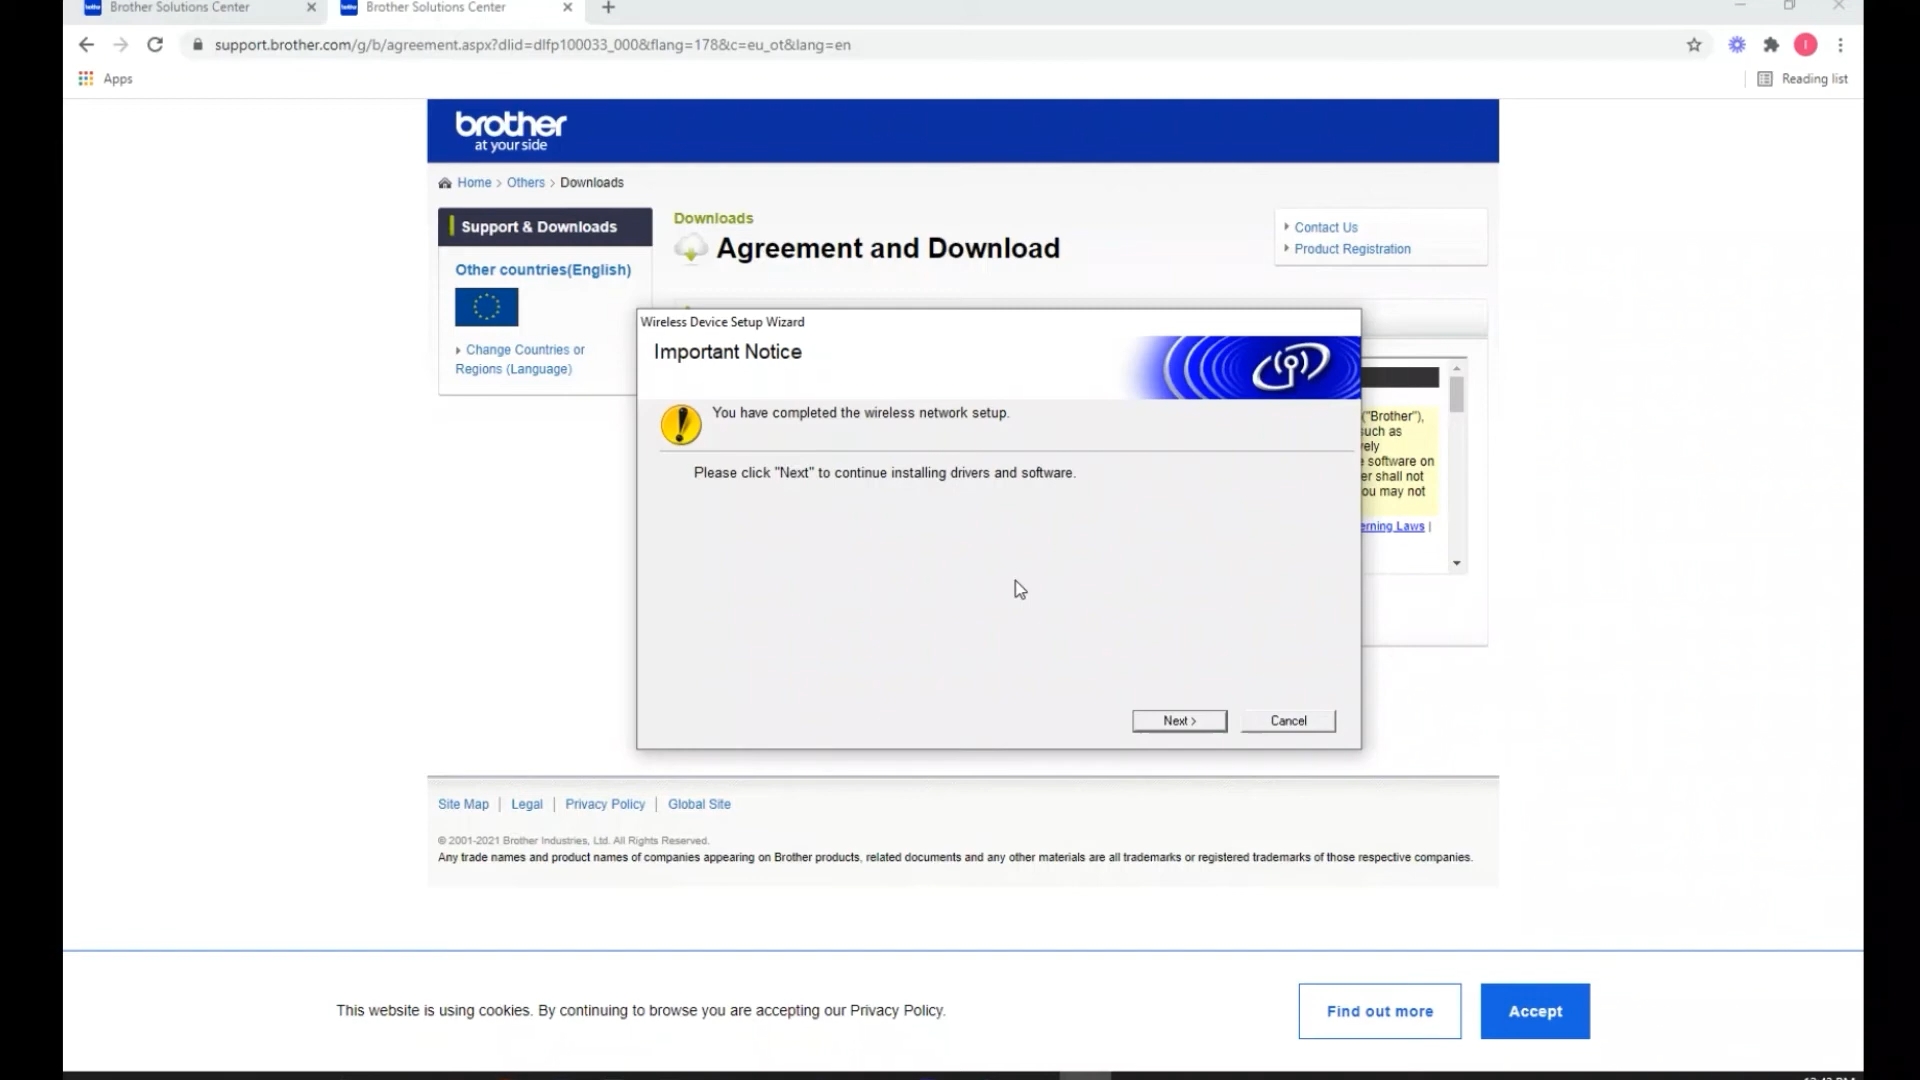 Brother Solutions Center
Brother Solutions Center
support.brother.com/g/b/agreement.aspx?dlid=dlfp100033_000&flang=178&c=eu_ot&lang=en
Apps
Reading list
brother
at your side
Home > Others > Downloads
Support & Downloads
Other countries(English)
Change Countries or
Regions (Language)
Downloads
Agreement and Download
Contact Us
Product Registration
Wireless Device Setup Wizard
Important Notice
You have completed the wireless network setup.
Please click "Next" to continue installing drivers and software.
Next >
Cancel
("Brother"),
such as
software on
er shall not
ou may not
erning Laws |
Site Map | Legal | Privacy Policy | Global Site
© 2001-2021 Brother Industries, Ltd. All Rights Reserved.
Any trade names and product names of companies appearing on Brother products, related documents and any other materials are all trademarks or registered trademarks of those respective companies.
This website is using cookies. By continuing to browse you are accepting our Privacy Policy.
Find out more
Accept